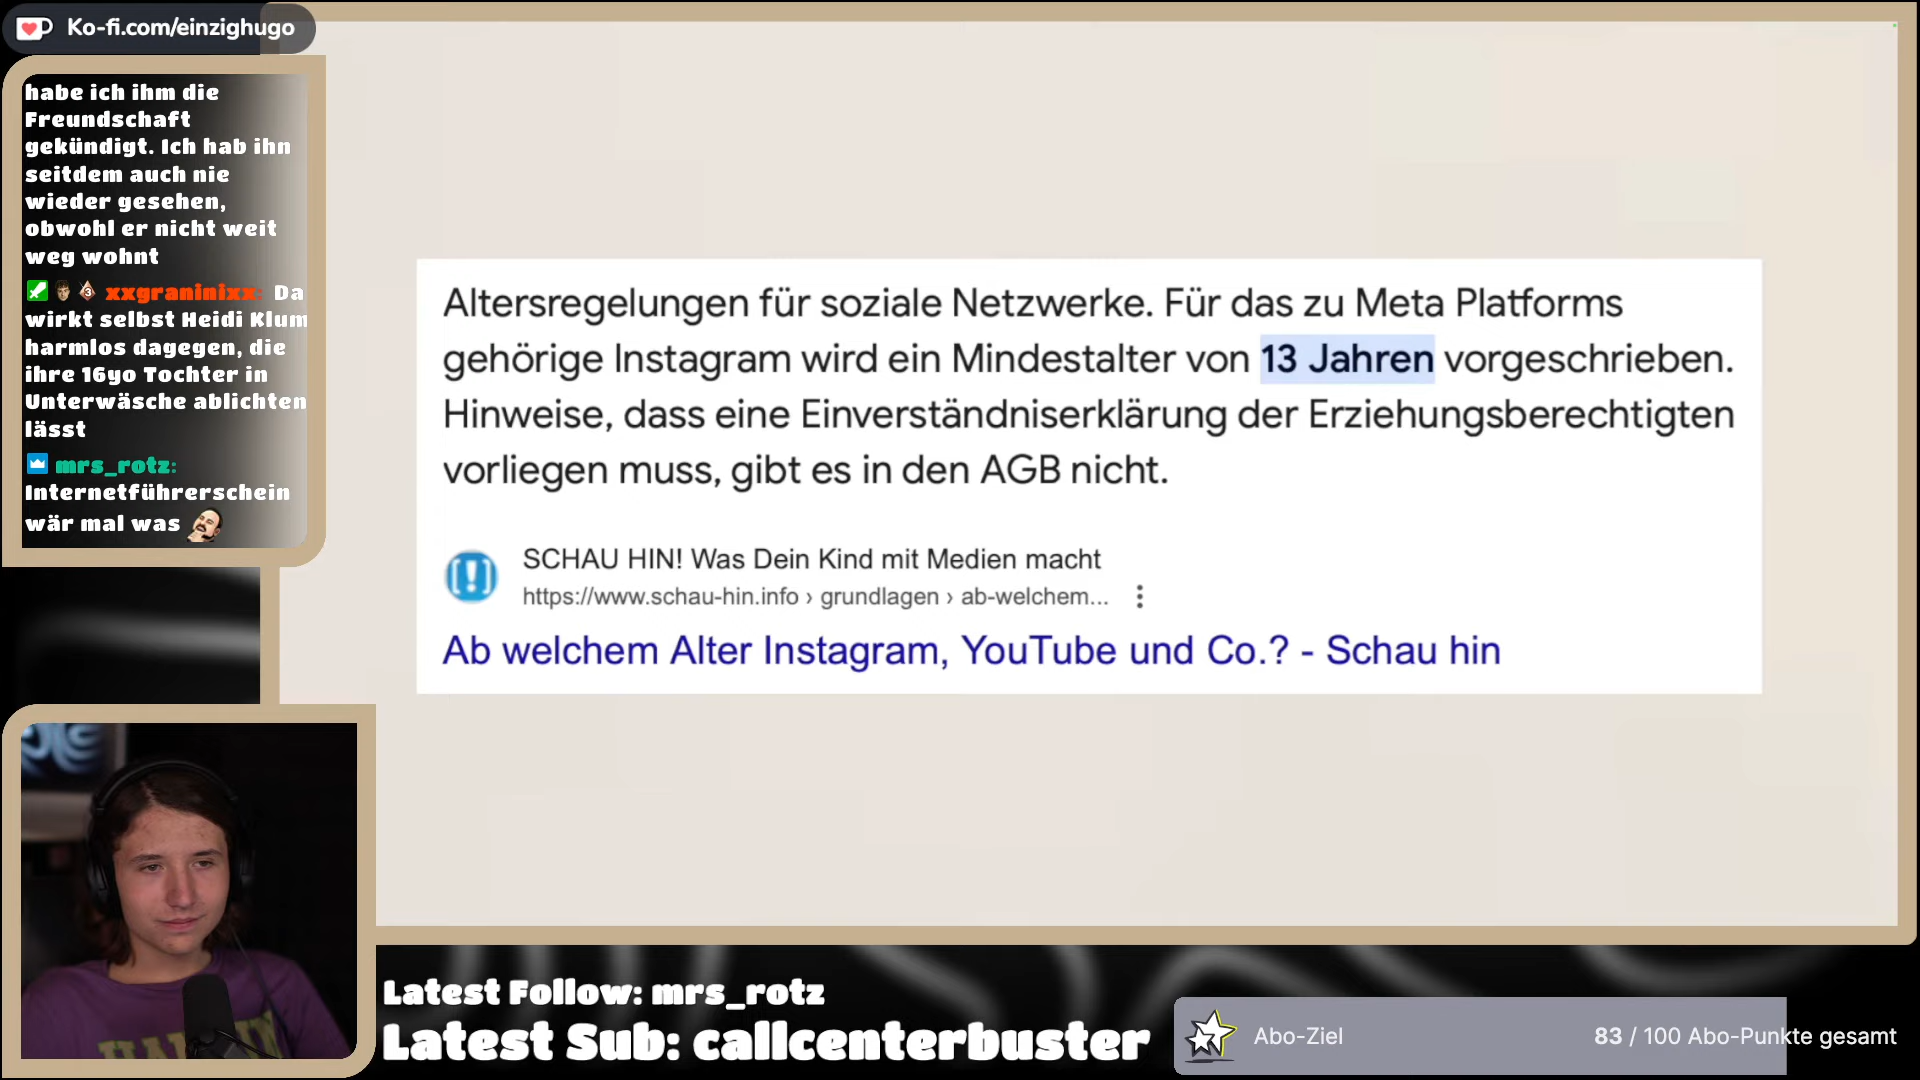 Ko-fi.com/einzighugo
habe ich ihm die
Freundschaft
gekündigt. Ich hab ihn
seitdem auch nie
wieder gesehen,
obwohl er nicht weit
weg wohnt
xxgraninixx: Da
wirkt selbst Heidi Klum
harmlos dagegen, die
ihre 16yo Tochter in
Unterwäsche ablichten
lässt
mrs_rotz:
Internetführerschein
wär mal was
Altersregelungen für soziale Netzwerke. Für das zu Meta Platforms
gehörige Instagram wird ein Mindestalter von 13 Jahren vorgeschrieben.
Hinweise, dass eine Einverständniserklärung der Erziehungsberechtigten
vorliegen muss, gibt es in den AGB nicht.
SCHAU HIN! Was Dein Kind mit Medien macht
https://www.schau-hin.info › grundlagen › ab-welchem...
Ab welchem Alter Instagram, YouTube und Co.? - Schau hin
Latest Follow: mrs_rotz
Latest Sub: callcenterbuster
Abo-Ziel
83 / 100 Abo-Punkte gesamt